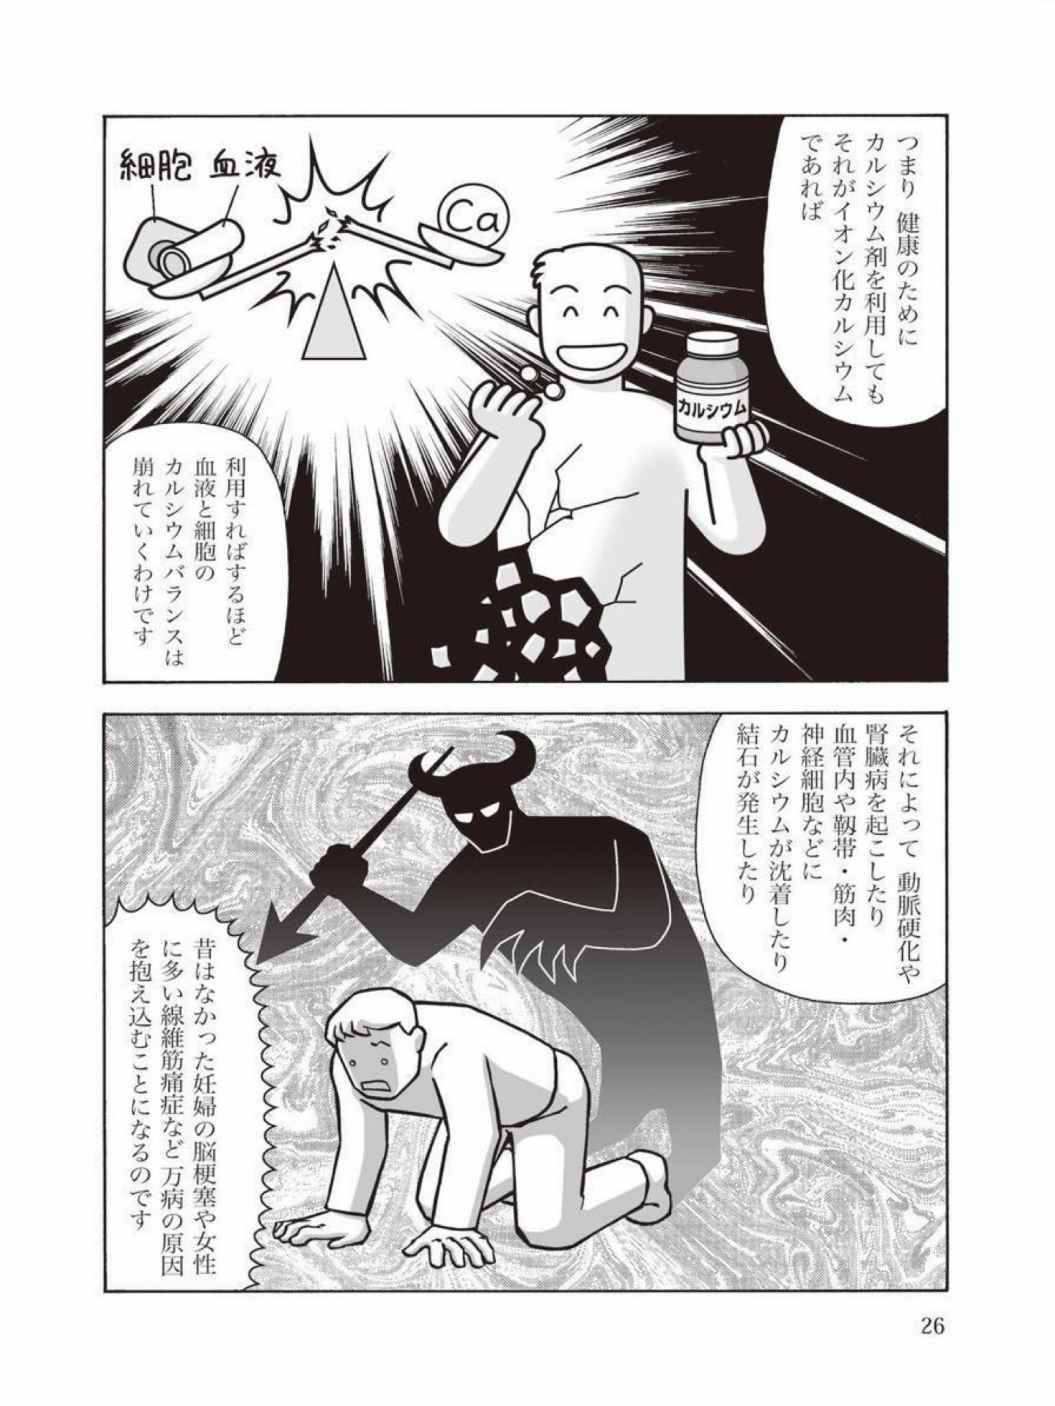 つまり 健康のために
カルシウム剤を利用しても
それがイオン化カルシウム
であれば
細胞 血液
Ca
カルシウム
利用すればするほど
血液と細胞の
カルシウムバランスは
崩れていくわけです
それによって 動脈硬化や
腎臓病を起こしたり
血管内や靱帯・筋肉・
神経細胞などに
カルシウムが沈着したり
結石が発生したり
昔はなかった妊婦の脳梗塞や女性
に多い線維筋痛症など 万病の原因
を抱え込むことになるのです
26